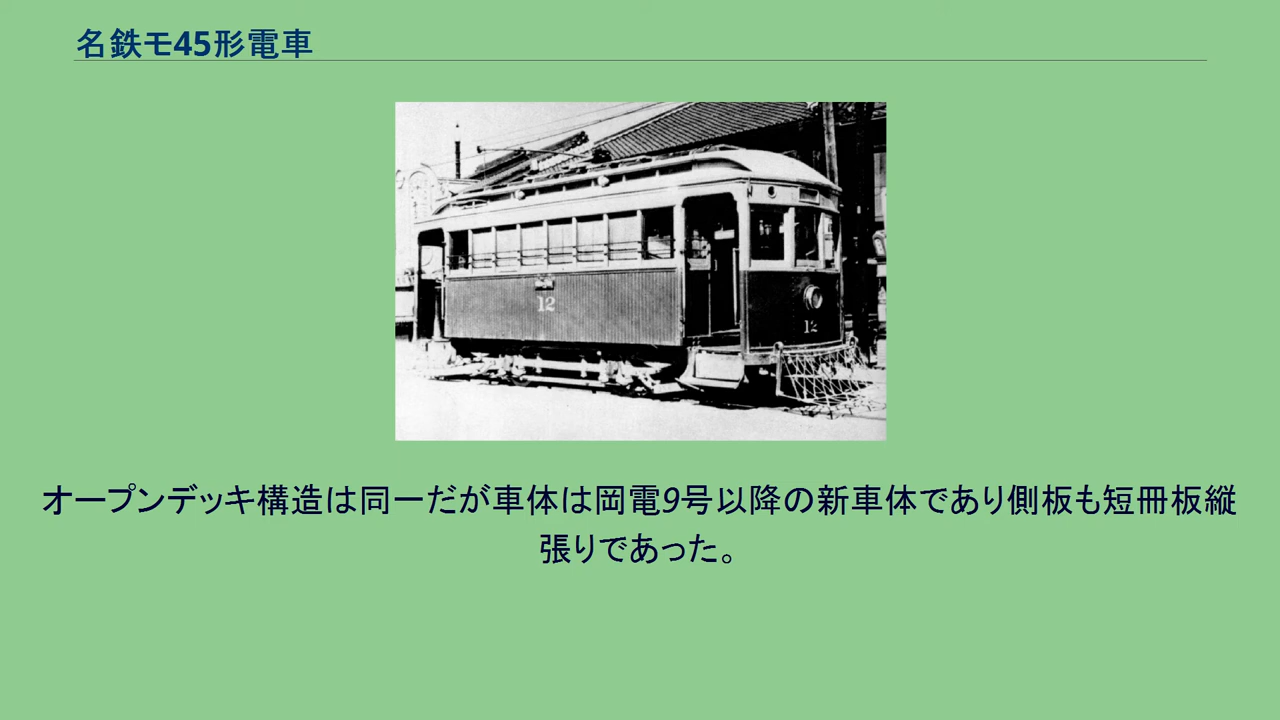 名鉄モ45形電車
12
12
オープンデッキ構造は同一だが車体は岡電9号以降の新車体であり側板も短冊板縦
張りであった。